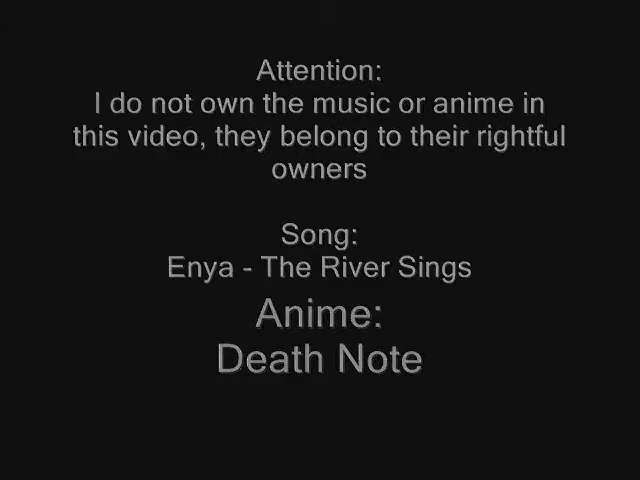 Attention:
I do not own the music or anime in
this video, they belong to their rightful
owners
Song:
Enya - The River Sings
Anime:
Death Note